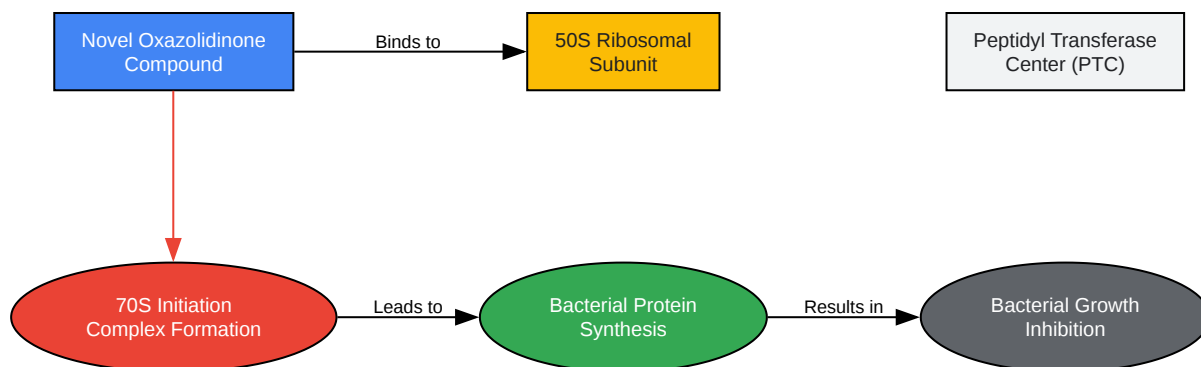 Novel Oxazolidinone
Compound
Binds to
50S Ribosomal
Subunit
Peptidyl Transferase
Center (PTC)
70S Initiation
Complex Formation
Leads to
Bacterial Protein
Synthesis
Results in
Bacterial Growth
Inhibition